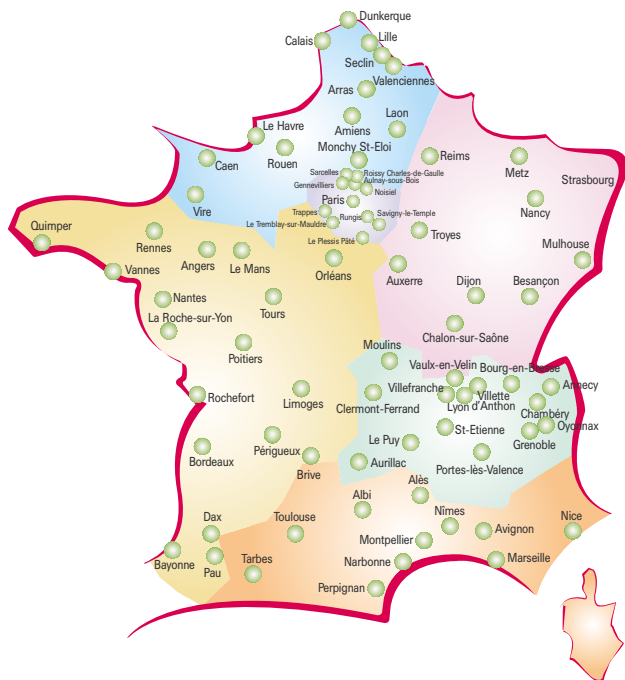 Dunkerque
Calais
Lille
Seclin
Valenciennes
Arras
Laon
Le Havre
Amiens
Rouen
Monchy St-Eloi
Caen
Reims
Metz
Strasbourg
Sarcelles
Roissy Charles-de-Gaulle
Gennevilliers
Aulnay-sous-Bois
Noisiel
Paris
Vire
Nancy
Trappes
Rungis
Savigny-le-Temple
Le Tremblay-sur-Mauldre
Le Plessis Pâté
Quimper
Rennes
Troyes
Mulhouse
Vannes
Angers
Le Mans
Orléans
Auxerre
Dijon
Besançon
Nantes
La Roche-sur-Yon
Tours
Chalon-sur-Saône
Poitiers
Moulins
Vaulx-en-Velin
Bourg-en-Bresse
Villefranche
Annecy
Rochefort
Limoges
Clermont-Ferrand
Villette
Lyon
d'Anthon
Chambéry
Oyonnax
Périgueux
Le Puy
St-Etienne
Grenoble
Bordeaux
Brive
Aurillac
Portes-lès-Valence
Albi
Alès
Dax
Toulouse
Nîmes
Nice
Avignon
Montpellier
Bayonne
Pau
Tarbes
Narbonne
Marseille
Perpignan